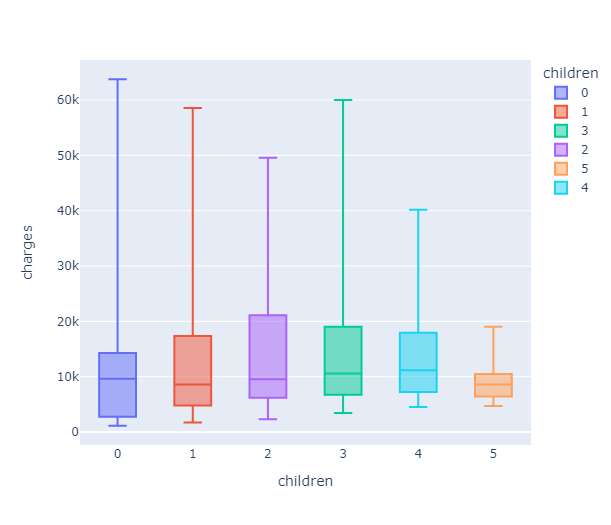 children
0
1
3
2
5
4
60k
50k
40k
30k
20k
10k
0
charges
0 1 2 3 4 5
children